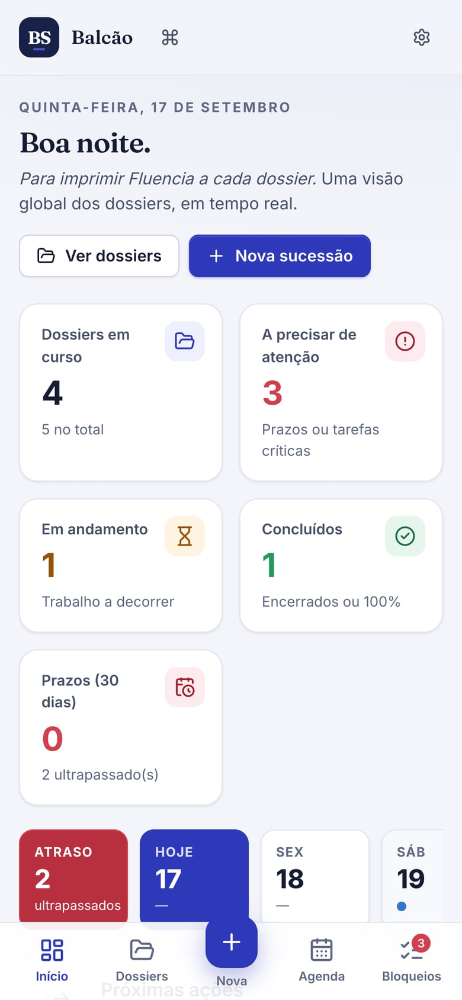 BS Balcão
QUINTA-FEIRA, 17 DE SETEMBRO
Boa noite.
Para imprimir Fluencia a cada dossier. Uma visão
global dos dossiers, em tempo real.
Ver dossiers
Nova sucessão
Dossiers em
curso
4
5 no total
A precisar de
atenção
3
Prazos ou tarefas
críticas
Em andamento
1
Trabalho a decorrer
Concluídos
1
Encerrados ou 100%
Prazos (30
dias)
0
2 ultrapassado(s)
ATRASO
2
ultrapassados
HOJE
17
—
SEX
18
—
SÁB
19
Próximas ações
Início
Dossiers
Nova
Agenda
3
Bloqueios